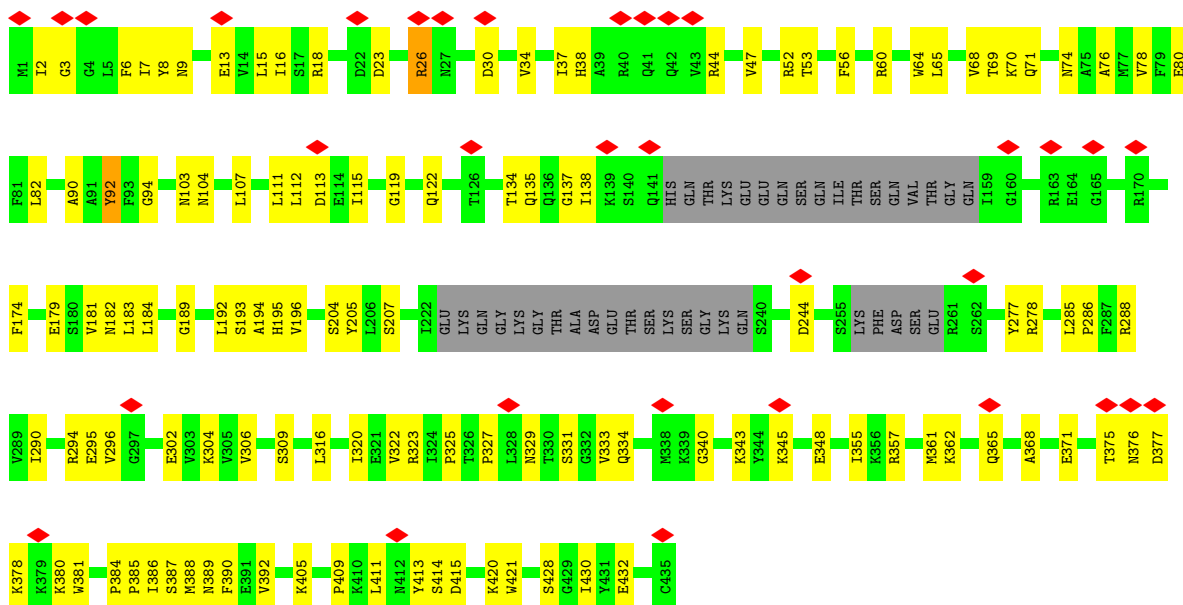 M1 I2 G3 G4 L5 F6 I7 Y8 N9 E13 V14 L15 I16 S17 R18 D22 D23 R26 N27 D30 V34 I37 H38 A39 R40 Q41 Q42 V43 R44 V47 R52 T53 F56 R60 W64 L65 V68 T69 K70 Q71 N74 A75 A76 M77 V78 F79 E80
F81 L82 A90 A91 Y92 F93 G94 N103 N104 L107 L111 L112 D113 E114 I115 G119 Q122 T126 T134 Q135 Q136 G137 I138 K139 S140 Q141 HIS GLN THR LYS GLU GLU GLN SER GLN ILE THR SER GLN VAL THR GLY GLN I159 G160 R163 E164 G165 R170
F174 E179 S180 V181 N182 L183 L184 G189 L192 S193 A194 H195 V196 S204 Y205 L206 S207 I222 GLU LYS GLN GLY LYS GLY THR ALA ASP GLU THR SER LYS SER GLY LYS GLN S240 D244 S255 LYS PHE ASP SER GLU R261 S262 Y277 R278 L285 P286 F287 R288
V289 I290 R294 E295 V296 G297 E302 V303 K304 V305 V306 S309 L316 I320 E321 V322 R323 I324 P325 T326 P327 L328 N329 T330 S331 G332 V333 Q334 M338 K339 G340 K343 Y344 K345 E348 I355 K356 R357 M361 K362 Q365 A368 E371 T375 N376 D377
K378 K379 K380 W381 P384 P385 I386 S387 M388 N389 F390 E391 V392 K405 P409 K410 L411 N412 Y413 S414 D415 K420 W421 S428 G429 I430 Y431 E432 C435